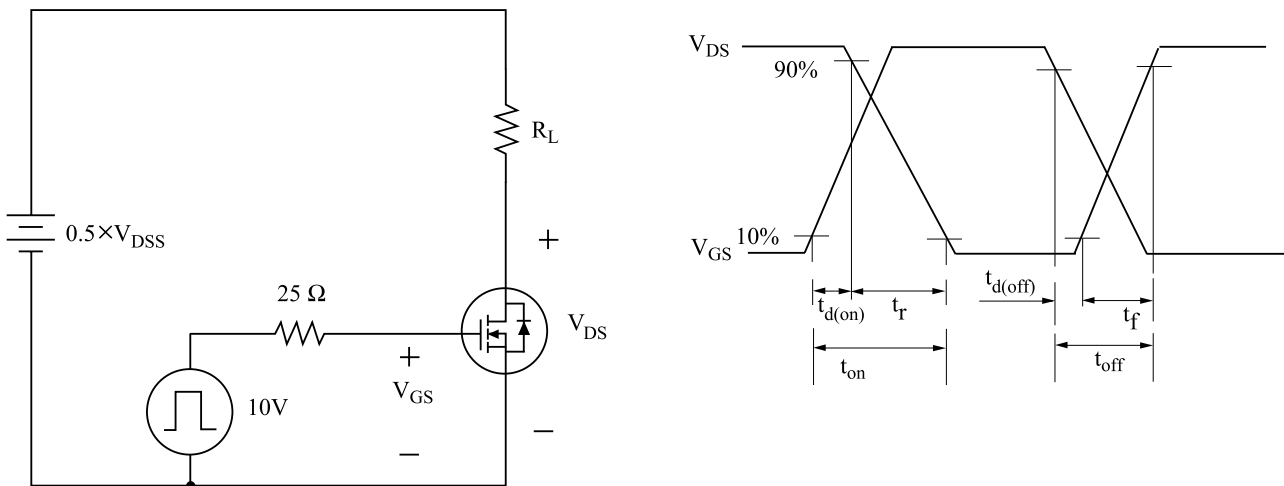 R_L
0.5×V_DSS
25 Ω
+
V_DS
+
V_GS
10V
−
−
V_DS
90%
10%
V_GS
t_d(on)
t_r
t_d(off)
t_f
t_on
t_off